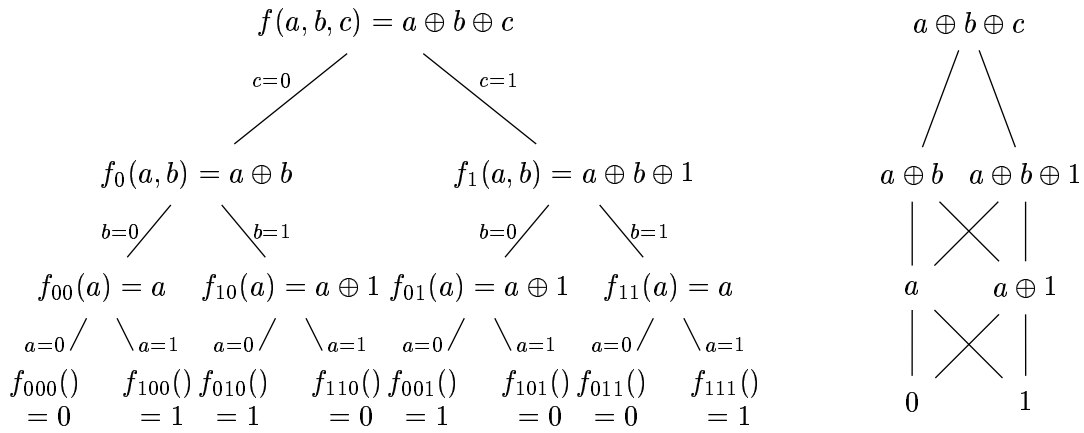 f(a, b, c) = a ⊕ b ⊕ c
a ⊕ b ⊕ c
c=0
c=1
f₀(a, b) = a ⊕ b
f₁(a, b) = a ⊕ b ⊕ 1
a ⊕ b
a ⊕ b ⊕ 1
b=0
b=1
b=0
b=1
f₀₀(a) = a
f₁₀(a) = a ⊕ 1
f₀₁(a) = a ⊕ 1
f₁₁(a) = a
a
a ⊕ 1
a=0
a=1
a=0
a=1
a=0
a=1
a=0
a=1
f₀₀₀()
f₁₀₀()
f₀₁₀()
f₁₁₀()
f₀₀₁()
f₁₀₁()
f₀₁₁()
f₁₁₁()
= 0
= 1
= 1
= 0
= 1
= 0
= 0
= 1
0
1